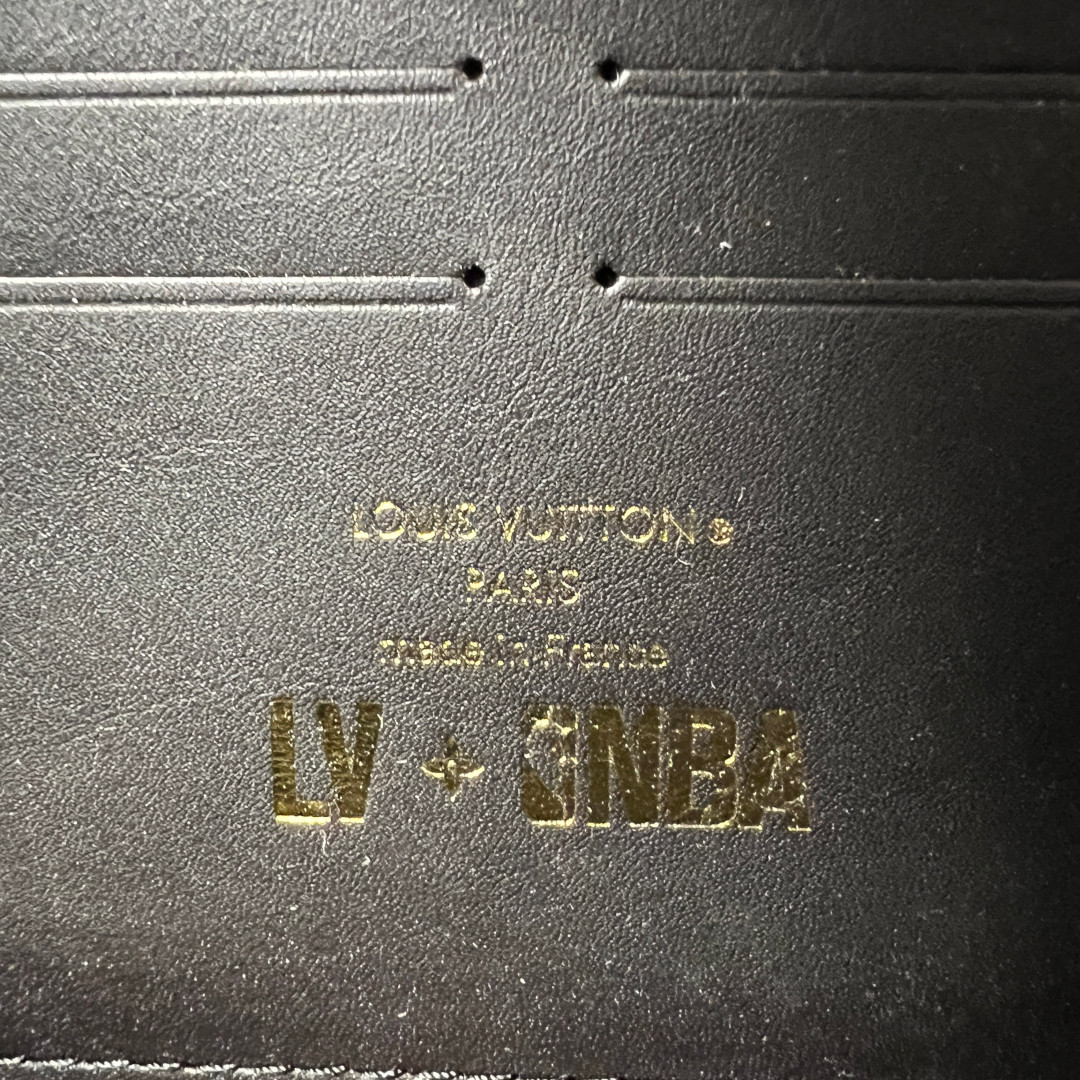 LOUIS VUITTON®
PARIS
made in France
LV + NBA